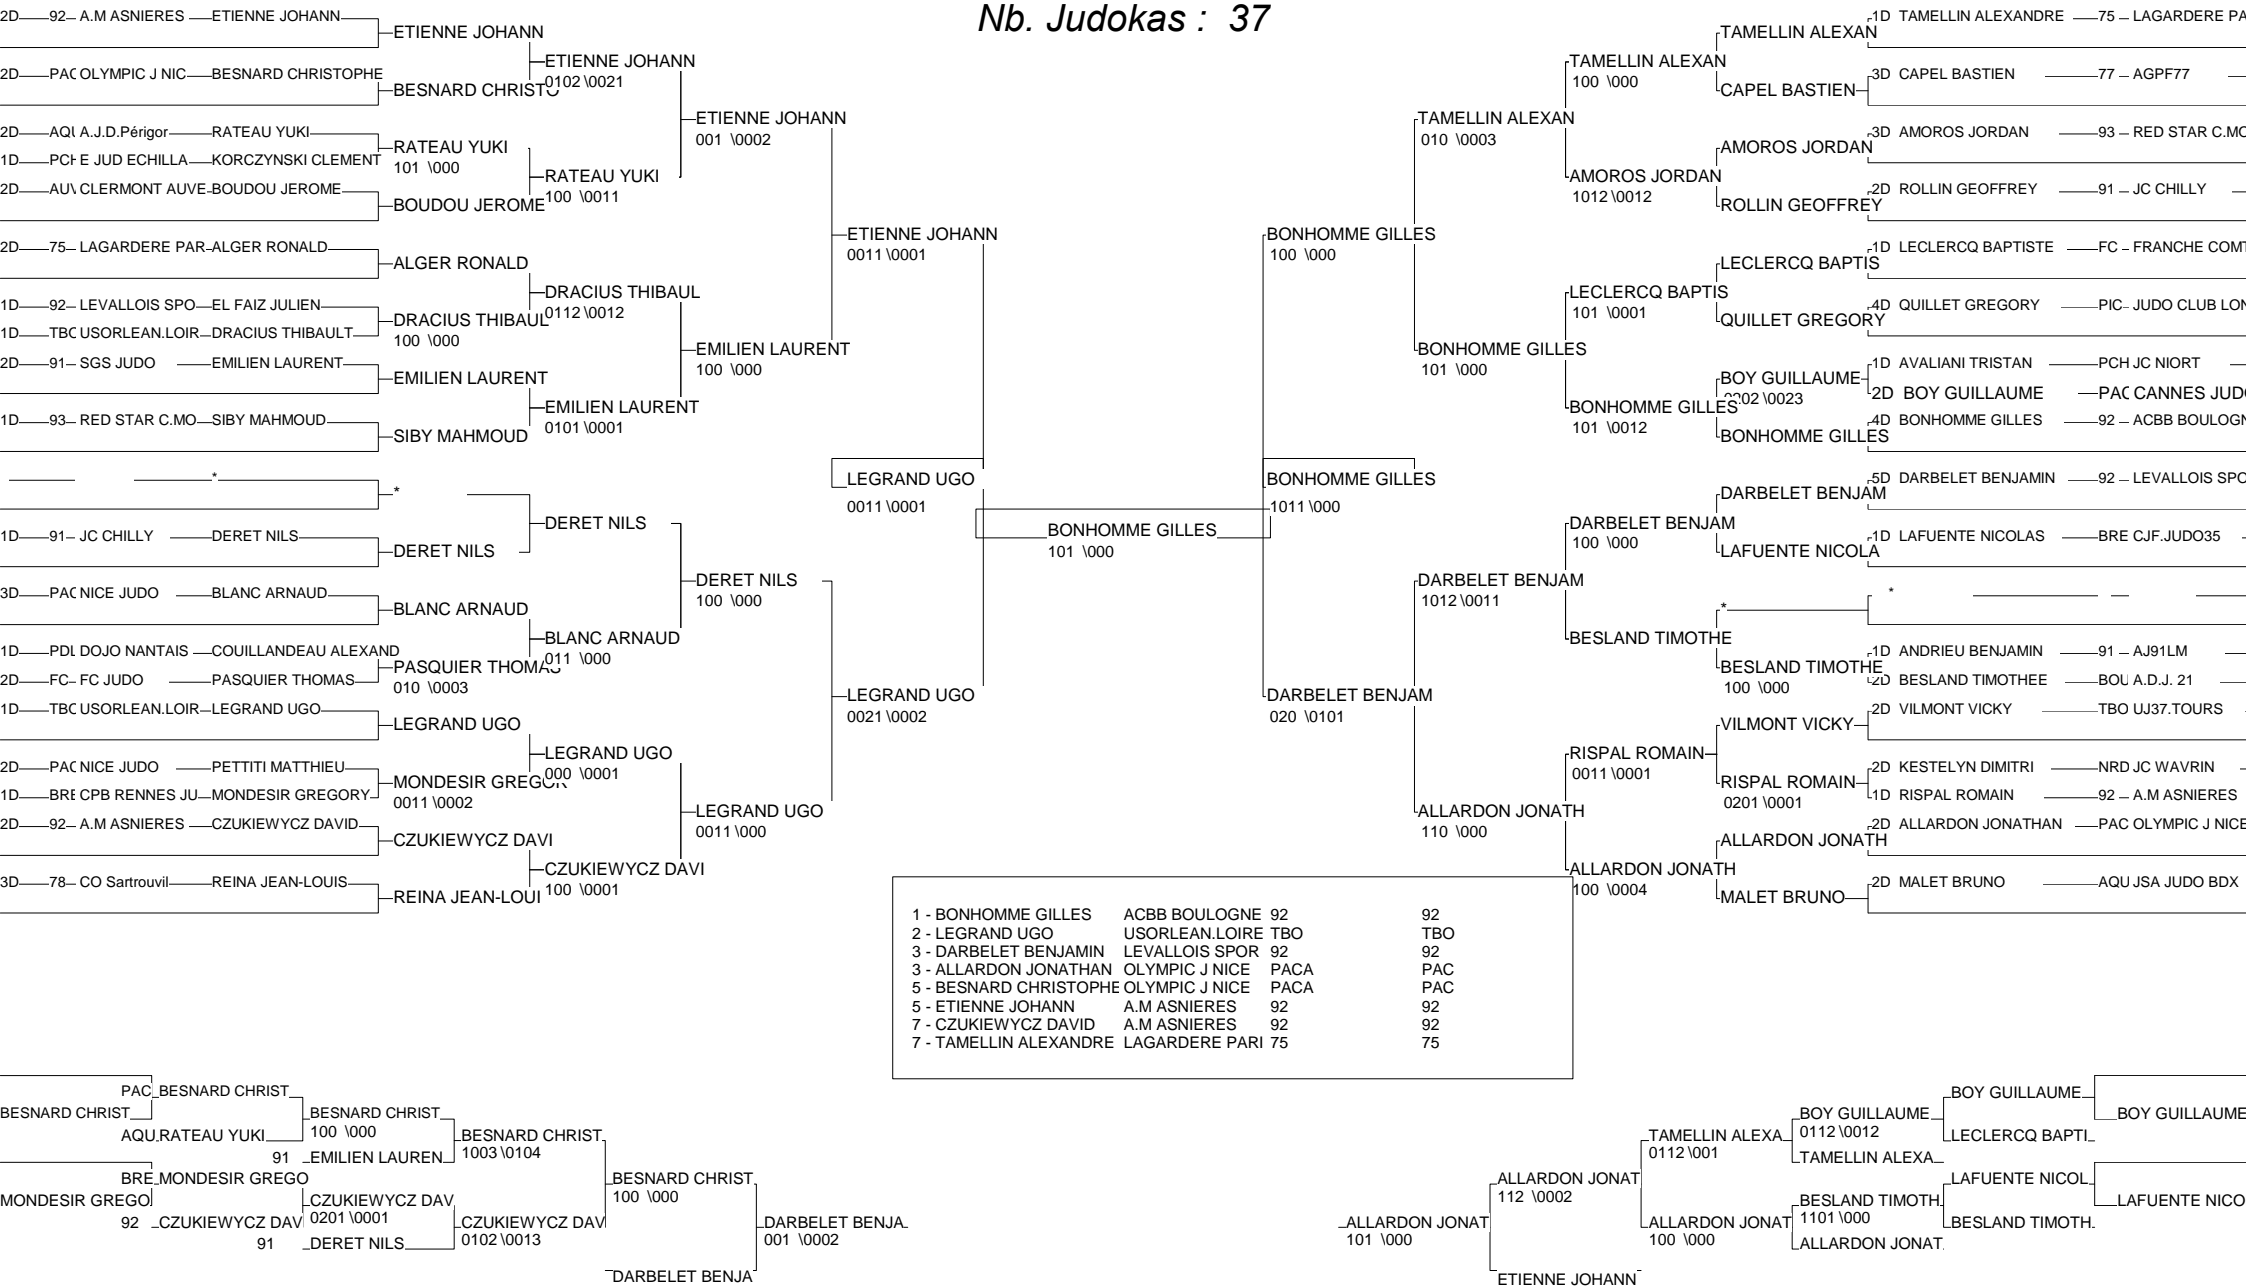 Nb. Judokas : 37
2D 92 A.M ASNIERES ETIENNE JOHANN
2D PAC OLYMPIC J NIC BESNARD CHRISTOPHE
2D AQU A.J.D.Périgor RATEAU YUKI
1D PCH E JUD ECHILLA KORCZYNSKI CLEMENT
2D AUV CLERMONT AUVE BOUDOU JEROME
2D 75 LAGARDERE PAR ALGER RONALD
1D 92 LEVALLOIS SPO EL FAIZ JULIEN
1D TBO USORLEAN.LOIR DRACIUS THIBAULT
2D 91 SGS JUDO EMILIEN LAURENT
1D 93 RED STAR C.MO SIBY MAHMOUD
*
1D 91 JC CHILLY DERET NILS
3D PAC NICE JUDO BLANC ARNAUD
1D PDL DOJO NANTAIS COUILLANDEAU ALEXAND
2D FC FC JUDO PASQUIER THOMAS
1D TBO USORLEAN.LOIR LEGRAND UGO
2D PAC NICE JUDO PETTITI MATTHIEU
1D BRE CPB RENNES JU MONDESIR GREGORY
2D 92 A.M ASNIERES CZUKIEWYCZ DAVID
3D 78 CO Sartrouvil REINA JEAN-LOUIS
ETIENNE JOHANN
BESNARD CHRISTO
RATEAU YUKI
101 \000
BOUDOU JEROME
ALGER RONALD
DRACIUS THIBAUL
100 \000
EMILIEN LAURENT
SIBY MAHMOUD
*
DERET NILS
BLANC ARNAUD
PASQUIER THOMAS
010 \0003
LEGRAND UGO
MONDESIR GREGOR
0011 \0002
CZUKIEWYCZ DAVI
REINA JEAN-LOUI
ETIENNE JOHANN
0102 \0021
RATEAU YUKI
100 \0011
DRACIUS THIBAUL
0112 \0012
EMILIEN LAURENT
0101 \0001
DERET NILS
BLANC ARNAUD
011 \000
LEGRAND UGO
000 \0001
CZUKIEWYCZ DAVI
100 \0001
ETIENNE JOHANN
001 \0002
EMILIEN LAURENT
100 \000
DERET NILS
100 \000
LEGRAND UGO
0011 \000
ETIENNE JOHANN
0011 \0001
LEGRAND UGO
0021 \0002
LEGRAND UGO
0011 \0001
BONHOMME GILLES
101 \000
BONHOMME GILLES
1011 \000
BONHOMME GILLES
100 \000
DARBELET BENJAM
020 \0101
TAMELLIN ALEXAN
010 \0003
BONHOMME GILLES
101 \000
DARBELET BENJAM
1012 \0011
ALLARDON JONATH
110 \000
TAMELLIN ALEXAN
100 \000
AMOROS JORDAN
1012 \0012
LECLERCQ BAPTIS
101 \0001
BONHOMME GILLES
101 \0012
DARBELET BENJAM
100 \000
BESLAND TIMOTHE
RISPAL ROMAIN
0011 \0001
ALLARDON JONATH
100 \0004
TAMELLIN ALEXAN
CAPEL BASTIEN
AMOROS JORDAN
ROLLIN GEOFFREY
LECLERCQ BAPTIS
QUILLET GREGORY
BOY GUILLAUME
0202 \0023
BONHOMME GILLES
DARBELET BENJAM
LAFUENTE NICOLA
*
BESLAND TIMOTHE
100 \000
VILMONT VICKY
RISPAL ROMAIN
0201 \0001
ALLARDON JONATH
MALET BRUNO
1D TAMELLIN ALEXANDRE 75 LAGARDERE PA
3D CAPEL BASTIEN 77 AGPF77
3D AMOROS JORDAN 93 RED STAR C.MO
2D ROLLIN GEOFFREY 91 JC CHILLY
1D LECLERCQ BAPTISTE FC FRANCHE COMT
4D QUILLET GREGORY PIC JUDO CLUB LON
1D AVALIANI TRISTAN PCH JC NIORT
2D BOY GUILLAUME PAC CANNES JUDO
4D BONHOMME GILLES 92 ACBB BOULOGN
5D DARBELET BENJAMIN 92 LEVALLOIS SPO
1D LAFUENTE NICOLAS BRE CJF.JUDO35
*
1D ANDRIEU BENJAMIN 91 AJ91LM
2D BESLAND TIMOTHEE BOU A.D.J. 21
2D VILMONT VICKY TBO UJ37.TOURS
2D KESTELYN DIMITRI NRD JC WAVRIN
1D RISPAL ROMAIN 92 A.M ASNIERES
2D ALLARDON JONATHAN PAC OLYMPIC J NICE
2D MALET BRUNO AQU JSA JUDO BDX
1 - BONHOMME GILLES ACBB BOULOGNE 92 92
2 - LEGRAND UGO USORLEAN.LOIRE TBO TBO
3 - DARBELET BENJAMIN LEVALLOIS SPOR 92 92
3 - ALLARDON JONATHAN OLYMPIC J NICE PACA PAC
5 - BESNARD CHRISTOPHE OLYMPIC J NICE PACA PAC
5 - ETIENNE JOHANN A.M ASNIERES 92 92
7 - CZUKIEWYCZ DAVID A.M ASNIERES 92 92
7 - TAMELLIN ALEXANDRE LAGARDERE PARI 75 75
BESNARD CHRIST
MONDESIR GREGO
PAC BESNARD CHRIST
AQU RATEAU YUKI
91 EMILIEN LAUREN
BRE MONDESIR GREGO
92 CZUKIEWYCZ DAV
91 DERET NILS
BESNARD CHRIST
100 \000
CZUKIEWYCZ DAV
0201 \0001
BESNARD CHRIST
1003 \0104
CZUKIEWYCZ DAV
0102 \0013
BESNARD CHRIST
100 \000
DARBELET BENJA
DARBELET BENJA
001 \0002
ALLARDON JONAT
101 \000
ALLARDON JONAT
112 \0002
ETIENNE JOHANN
TAMELLIN ALEXA
0112 \001
ALLARDON JONAT
100 \000
BOY GUILLAUME
0112 \0012
TAMELLIN ALEXA
BESLAND TIMOTH
1101 \000
ALLARDON JONAT
BOY GUILLAUME
LECLERCQ BAPTI
LAFUENTE NICOL
BESLAND TIMOTH
BOY GUILLAUME
LAFUENTE NICO